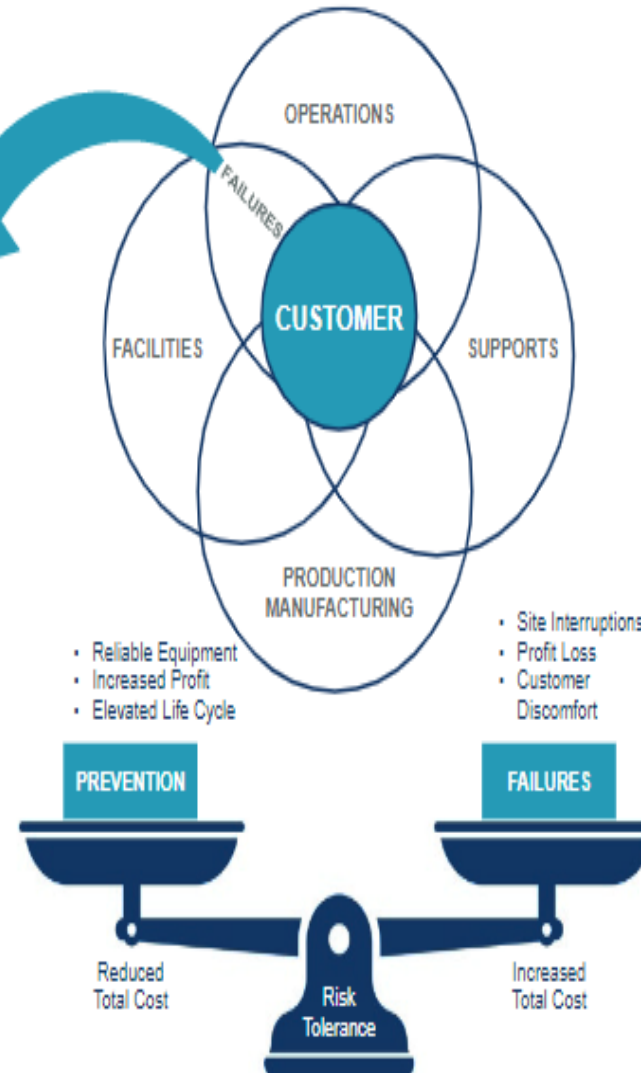 OPERATIONS
FAILURES
CUSTOMER
FACILITIES
SUPPORTS
PRODUCTION
MANUFACTURING
• Reliable Equipment
• Increased Profit
• Elevated Life Cycle
• Site Interruptions
• Profit Loss
• Customer
Discomfort
PREVENTION
FAILURES
Reduced
Total Cost
Risk
Tolerance
Increased
Total Cost